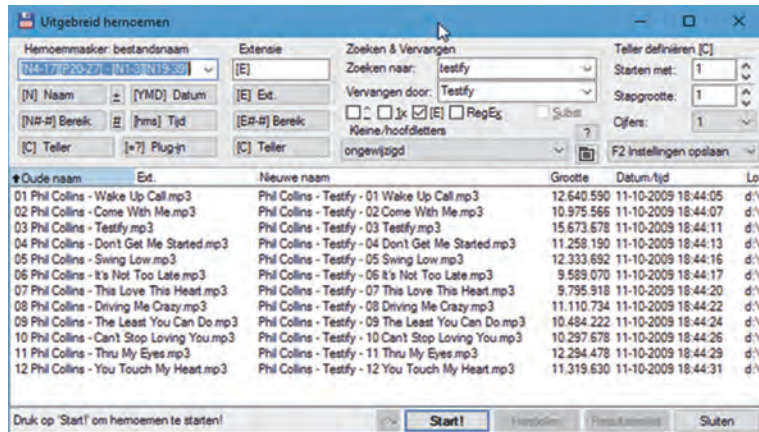 Uitgebreid hernoemen
Hernoemmasker: bestandsnaam Extensie Zoeken & Vervangen Teller definiëren [C]
[N4-17][P20-27] - [N1-3][N19-39] [E] Zoeken naar: testify Starten met: 1
[N] Naam ± [YMD] Datum [E] Ext. Vervangen door: Testify Stapgrootte: 1
[N#-#] Bereik # [hms] Tijd [E#-#] Bereik 1x [E] RegEx Subst. Cijfers: 1
Kleine/hoofdletters ?
[C] Teller [=?] Plug-in [C] Teller ongewijzigd F2 Instellingen opslaan
Oude naam Ext. Nieuwe naam Grootte Datum/tijd Lo
01 Phil Collins - Wake Up Call.mp3 Phil Collins - Testify - 01 Wake Up Call.mp3 12.640.590 11-10-2009 18:44:05 d:\
02 Phil Collins - Come With Me.mp3 Phil Collins - Testify - 02 Come With Me.mp3 10.975.566 11-10-2009 18:44:07 d:\
03 Phil Collins - Testify.mp3 Phil Collins - Testify - 03 Testify.mp3 15.673.678 11-10-2009 18:44:11 d:\
04 Phil Collins - Don't Get Me Started.mp3 Phil Collins - Testify - 04 Don't Get Me Started.mp3 11.258.190 11-10-2009 18:44:13 d:\
05 Phil Collins - Swing Low.mp3 Phil Collins - Testify - 05 Swing Low.mp3 12.333.692 11-10-2009 18:44:16 d:\
06 Phil Collins - It's Not Too Late.mp3 Phil Collins - Testify - 06 It's Not Too Late.mp3 9.589.070 11-10-2009 18:44:17 d:\
07 Phil Collins - This Love This Heart.mp3 Phil Collins - Testify - 07 This Love This Heart.mp3 9.795.918 11-10-2009 18:44:20 d:\
08 Phil Collins - Driving Me Crazy.mp3 Phil Collins - Testify - 08 Driving Me Crazy.mp3 11.110.734 11-10-2009 18:44:22 d:\
09 Phil Collins - The Least You Can Do.mp3 Phil Collins - Testify - 09 The Least You Can Do.mp3 10.484.222 11-10-2009 18:44:24 d:\
10 Phil Collins - Can't Stop Loving You.mp3 Phil Collins - Testify - 10 Can't Stop Loving You.mp3 10.297.678 11-10-2009 18:44:26 d:\
11 Phil Collins - Thru My Eyes.mp3 Phil Collins - Testify - 11 Thru My Eyes.mp3 12.294.478 11-10-2009 18:44:29 d:\
12 Phil Collins - You Touch My Heart.mp3 Phil Collins - Testify - 12 You Touch My Heart.mp3 11.319.630 11-10-2009 18:44:31 d:\
Druk op 'Start!' om hernoemen te starten! Start! Herstellen Sluiten